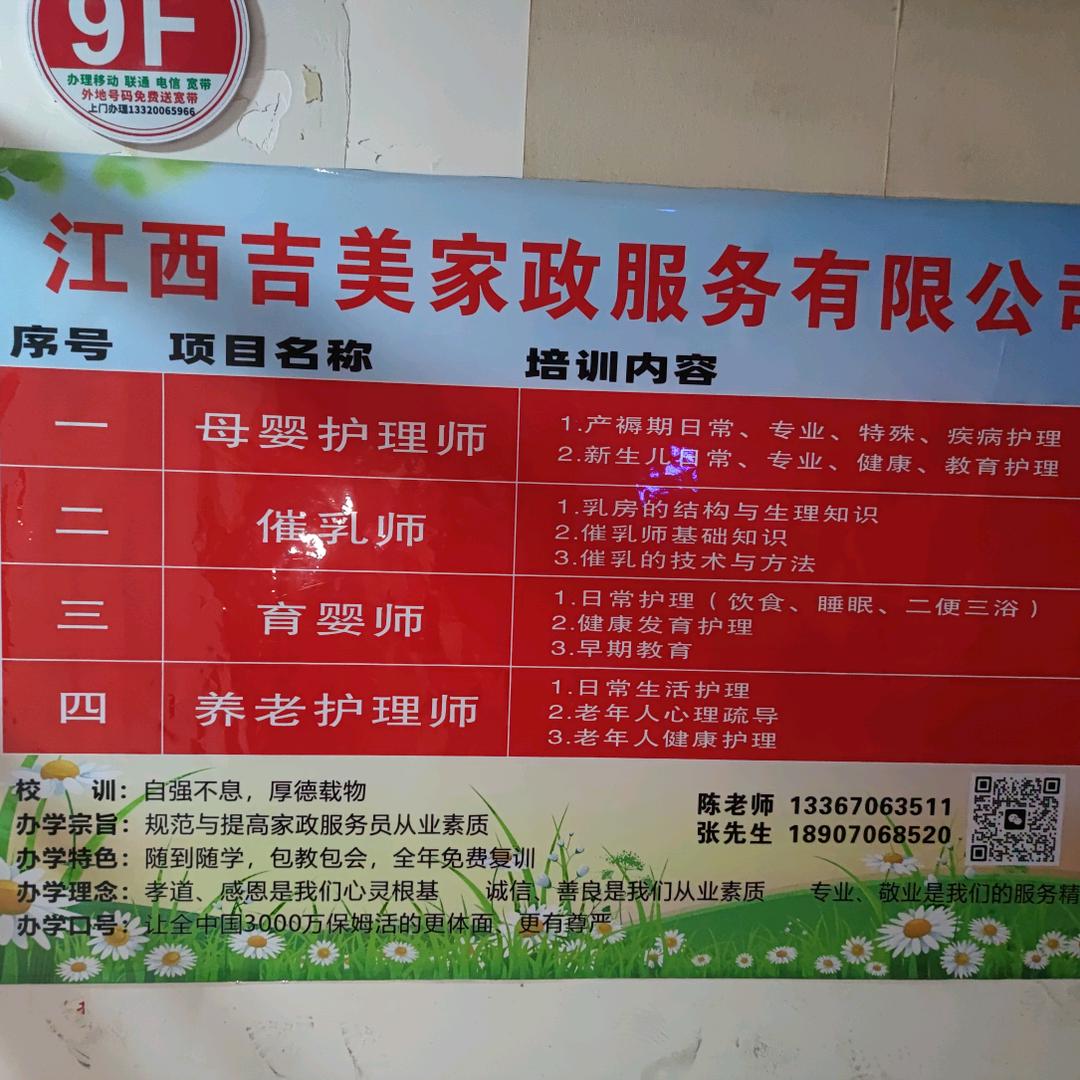 9F
办理移动 联通 电信 宽带
外地号码免费送宽带
上门办理13320065966
江西吉美家政服务有限公司
序号 项目名称 培训内容
一 母婴护理师
1.产褥期日常、专业、特殊、疾病护理
2.新生儿日常、专业、健康、教育护理
二 催乳师
1.乳房的结构与生理知识
2.催乳师基础知识
3.催乳的技术与方法
三 育婴师
1.日常护理（饮食、睡眠、二便三浴）
2.健康发育护理
3.早期教育
四 养老护理师
1.日常生活护理
2.老年人心理疏导
3.老年人健康护理
校 训：自强不息，厚德载物
办学宗旨：规范与提高家政服务员从业素质
办学特色：随到随学，包教包会，全年免费复训
办学理念：孝道、感恩是我们心灵根基 诚信、善良是我们从业素质 专业、敬业是我们的服务精
办学口号：让全中国3000万保姆活的更体面、更有尊严
陈老师 13367063511
张先生 18907068520